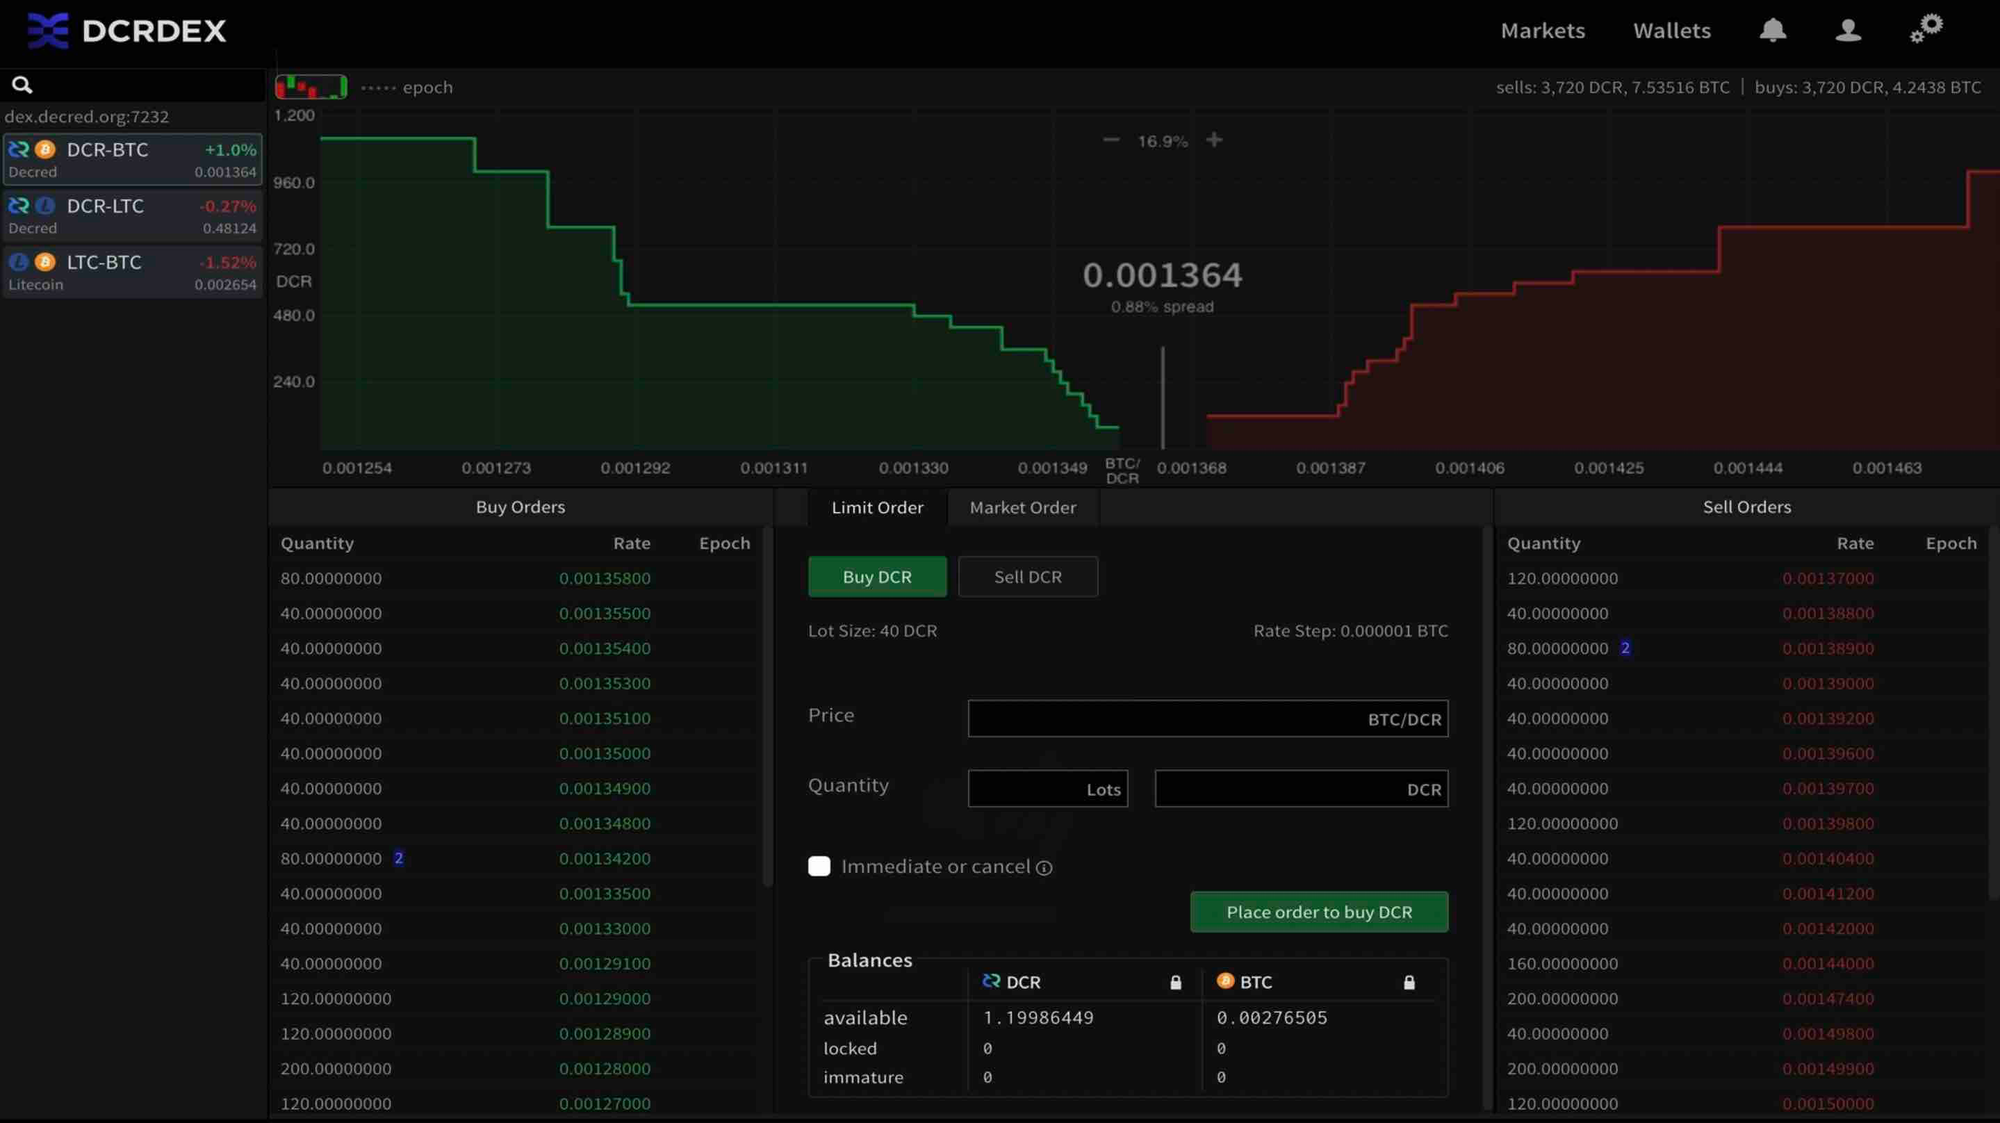 DCRDEX
Markets
Wallets
epoch
sells: 3,720 DCR, 7.53516 BTC | buys: 3,720 DCR, 4.2438 BTC
dex.decred.org:7232
DCR-BTC +1.0%
Decred 0.001364
DCR-LTC -0.27%
Decred 0.48124
LTC-BTC -1.52%
Litecoin 0.002654
1,200
960.0
720.0
DCR
480.0
240.0
16.9%
0.001364
0.88% spread
0.001254 0.001273 0.001292 0.001311 0.001330 0.001349 BTC/ 0.001368 0.001387 0.001406 0.001425 0.001444 0.001463
DCR
Buy Orders
Quantity Rate Epoch
80.00000000 0.00135800
40.00000000 0.00135500
40.00000000 0.00135400
40.00000000 0.00135300
40.00000000 0.00135100
40.00000000 0.00135000
40.00000000 0.00134900
40.00000000 0.00134800
80.00000000 2 0.00134200
40.00000000 0.00133500
40.00000000 0.00133000
40.00000000 0.00129100
120.00000000 0.00129000
120.00000000 0.00128900
200.00000000 0.00128000
120.00000000 0.00127000
Limit Order Market Order
Buy DCR Sell DCR
Lot Size: 40 DCR Rate Step: 0.000001 BTC
Price BTC/DCR
Quantity Lots DCR
Immediate or cancel
Place order to buy DCR
Balances
DCR BTC
available 1.19986449 0.00276505
locked 0 0
immature 0 0
Sell Orders
Quantity Rate Epoch
120.00000000 0.00137000
40.00000000 0.00138800
80.00000000 2 0.00138900
40.00000000 0.00139000
40.00000000 0.00139200
40.00000000 0.00139600
40.00000000 0.00139700
120.00000000 0.00139800
40.00000000 0.00140400
40.00000000 0.00141200
40.00000000 0.00142000
160.00000000 0.00144000
200.00000000 0.00147400
40.00000000 0.00149800
200.00000000 0.00149900
120.00000000 0.00150000